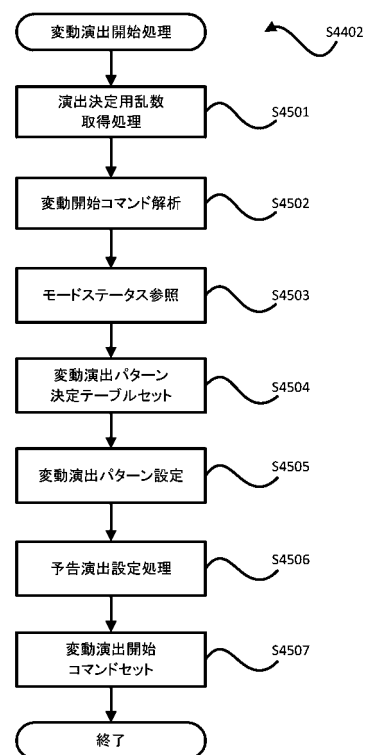 変動演出開始処理
S4402
演出決定用乱数
取得処理
S4501
変動開始コマンド解析
S4502
モードステータス参照
S4503
変動演出パターン
決定テーブルセット
S4504
変動演出パターン設定
S4505
予告演出設定処理
S4506
変動演出開始
コマンドセット
S4507
終了